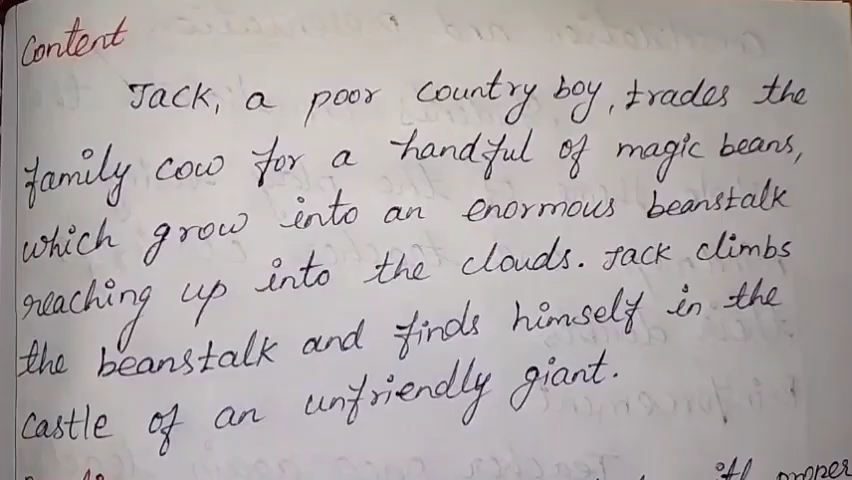 Content
Jack, a poor country boy, trades the
family cow for a handful of magic beans,
which grow into an enormous beanstalk
reaching up into the clouds. Jack climbs
the beanstalk and finds himself in the
castle of an unfriendly giant.
proper